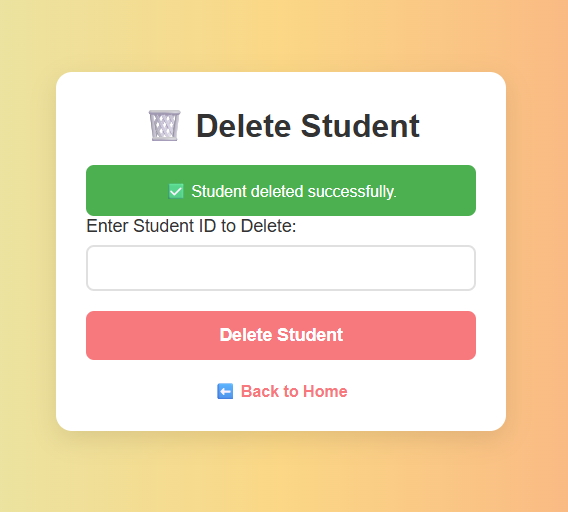 🗑️ Delete Student
✅ Student deleted successfully.
Enter Student ID to Delete:
Delete Student
⬅️ Back to Home